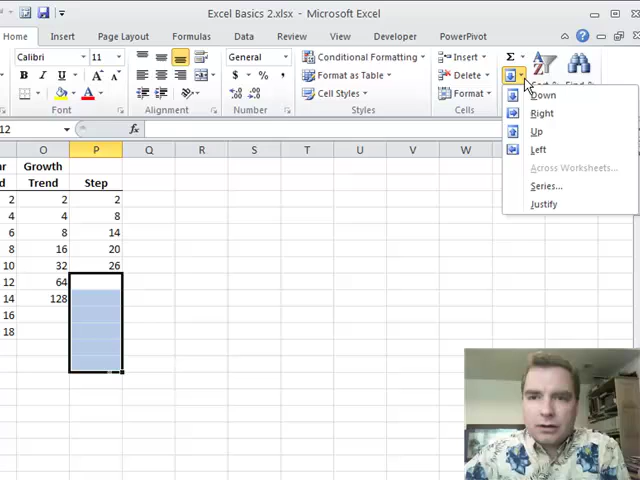 Excel Basics 2.xlsx - Microsoft Excel
Home Insert Page Layout Formulas Data Review View Developer PowerPivot
Calibri 11 Conditional Formatting Insert Σ
B $ % , Format as Table Delete
A Cell Styles Format
Font Alignment Number Styles Cells
Down
Right
Up
Left
Across Worksheets...
Series...
Justify
12 fx
O P Q R S T U V W
Growth
Trend Step
2 2 2
4 4 8
6 8 14
8 16 20
10 32 26
12 64
14 128
16
18